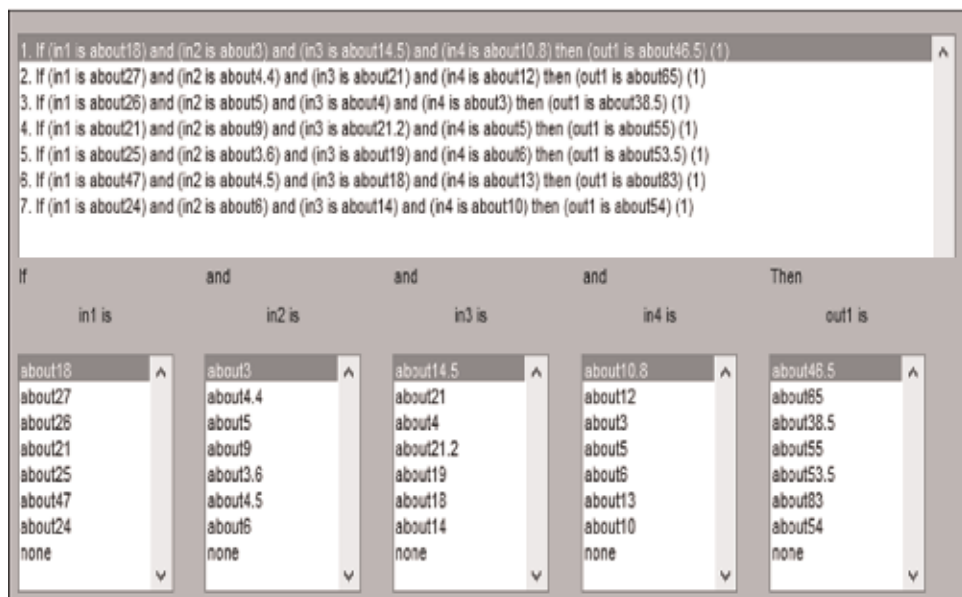 1. If (in1 is about18) and (in2 is about3) and (in3 is about14.5) and (in4 is about10.8) then (out1 is about46.5) (1)
2. If (in1 is about27) and (in2 is about4.4) and (in3 is about21) and (in4 is about12) then (out1 is about65) (1)
3. If (in1 is about26) and (in2 is about5) and (in3 is about4) and (in4 is about3) then (out1 is about38.5) (1)
4. If (in1 is about21) and (in2 is about9) and (in3 is about21.2) and (in4 is about5) then (out1 is about55) (1)
5. If (in1 is about25) and (in2 is about3.6) and (in3 is about19) and (in4 is about6) then (out1 is about53.5) (1)
6. If (in1 is about47) and (in2 is about4.5) and (in3 is about18) and (in4 is about13) then (out1 is about83) (1)
7. If (in1 is about24) and (in2 is about6) and (in3 is about14) and (in4 is about10) then (out1 is about54) (1)
If and and and Then
in1 is in2 is in3 is in4 is out1 is
about18 about3 about14.5 about10.8 about46.5
about27 about4.4 about21 about12 about65
about26 about5 about4 about3 about38.5
about21 about9 about21.2 about5 about55
about25 about3.6 about19 about6 about53.5
about47 about4.5 about18 about13 about83
about24 about6 about14 about10 about54
none none none none none